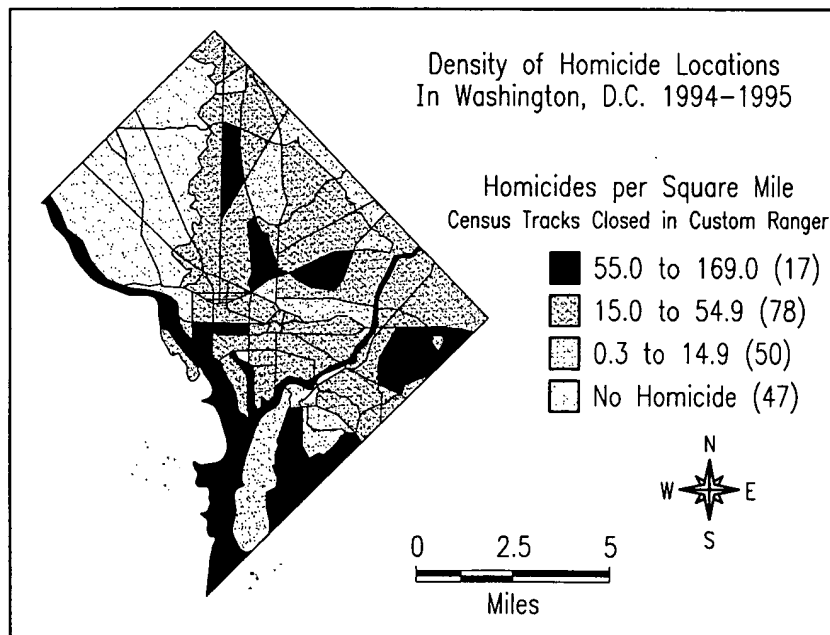 Density of Homicide Locations
In Washington, D.C. 1994-1995
Homicides per Square Mile
Census Tracks Closed in Custom Ranger
55.0 to 169.0 (17)
15.0 to 54.9 (78)
0.3 to 14.9 (50)
No Homicide (47)
N
W E
S
0 2.5 5
Miles